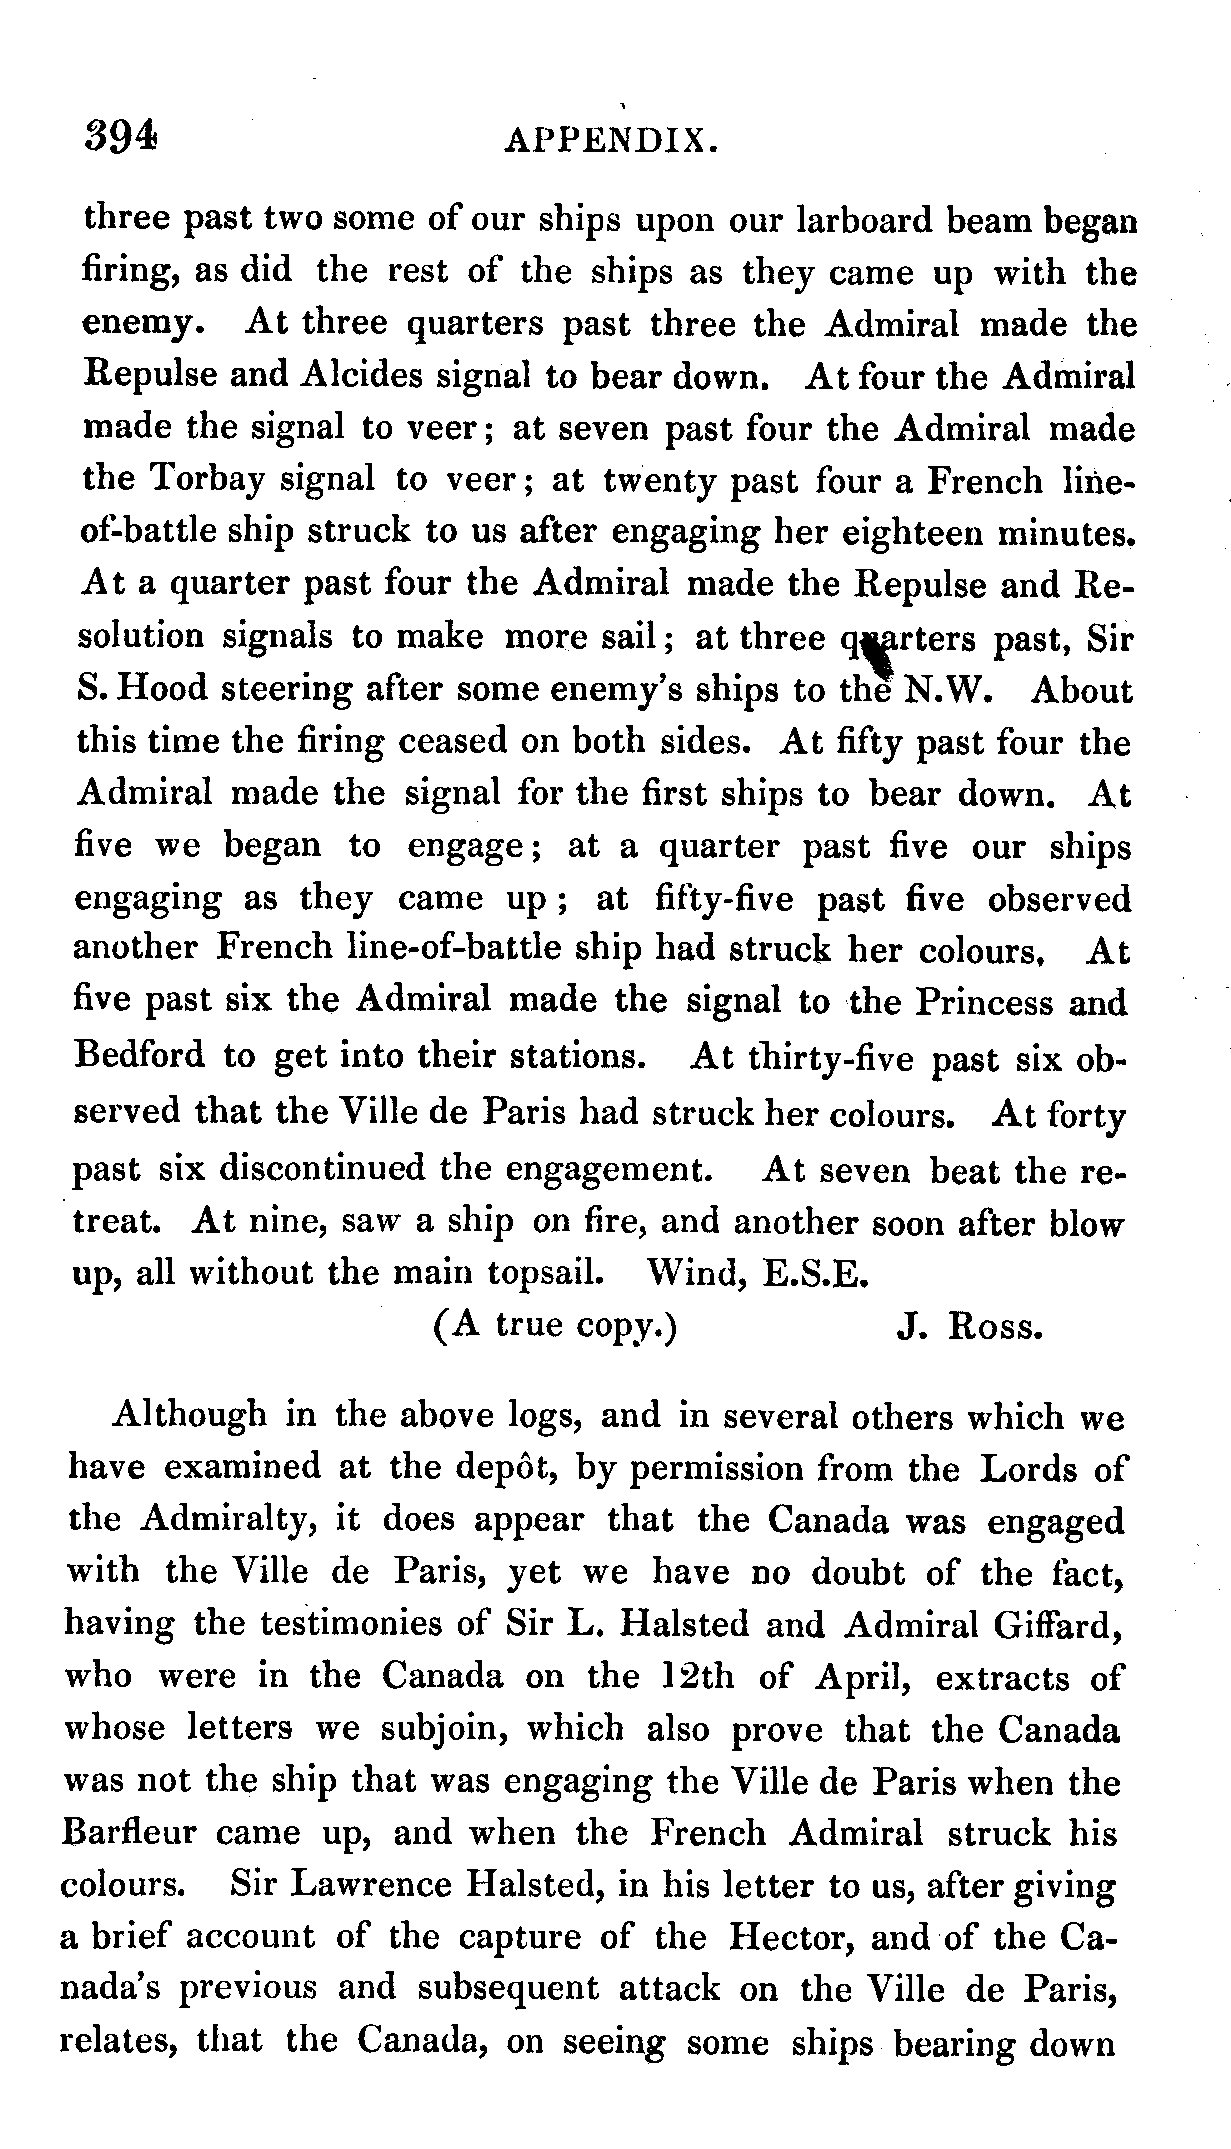 394 APPENDIX.
three past two some of our ships upon our larboard beam began
firing, as did the rest of the ships as they came up with the
enemy. At three quarters past three the Admiral made the
Repulse and Alcides signal to bear down. At four the Admiral
made the signal to veer; at seven past four the Admiral made
the Torbay signal to veer; at twenty past four a French line-
of-battle ship struck to us after engaging her eighteen minutes.
At a quarter past four the Admiral made the Repulse and Re-
solution signals to make more sail; at three quarters past, Sir
S. Hood steering after some enemy's ships to the N.W. About
this time the firing ceased on both sides. At fifty past four the
Admiral made the signal for the first ships to bear down. At
five we began to engage; at a quarter past five our ships
engaging as they came up; at fifty-five past five observed
another French line-of-battle ship had struck her colours, At
five past six the Admiral made the signal to the Princess and
Bedford to get into their stations. At thirty-five past six ob-
served that the Ville de Paris had struck her colours. At forty
past six discontinued the engagement. At seven beat the re-
treat. At nine, saw a ship on fire, and another soon after blow
up, all without the main topsail. Wind, E.S.E.
(A true copy.) J. Ross.
Although in the above logs, and in several others which we
have examined at the depôt, by permission from the Lords of
the Admiralty, it does appear that the Canada was engaged
with the Ville de Paris, yet we have no doubt of the fact,
having the testimonies of Sir L. Halsted and Admiral Giffard,
who were in the Canada on the 12th of April, extracts of
whose letters we subjoin, which also prove that the Canada
was not the ship that was engaging the Ville de Paris when the
Barfleur came up, and when the French Admiral struck his
colours. Sir Lawrence Halsted, in his letter to us, after giving
a brief account of the capture of the Hector, and of the Ca-
nada's previous and subsequent attack on the Ville de Paris,
relates, that the Canada, on seeing some ships bearing down